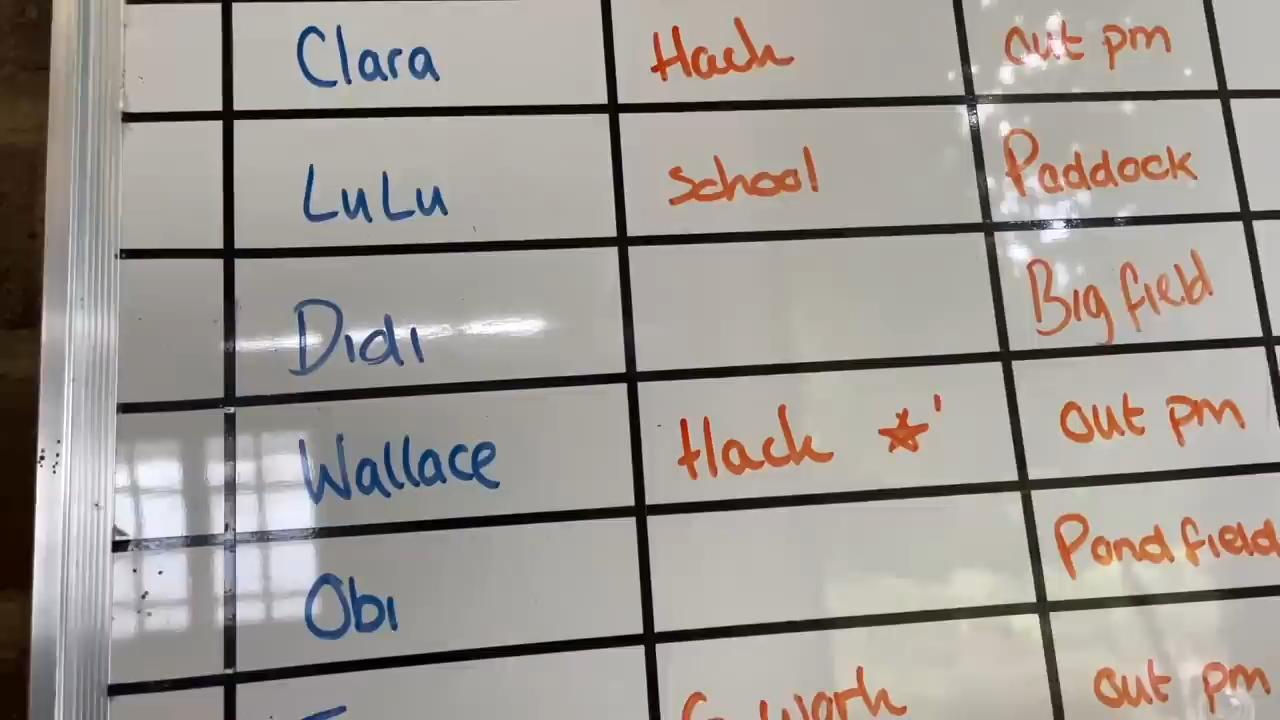 Clara Hack out pm
LuLu School Paddock
Didi Big field
Wallace Hack out pm
Obi Pond field
work out pm